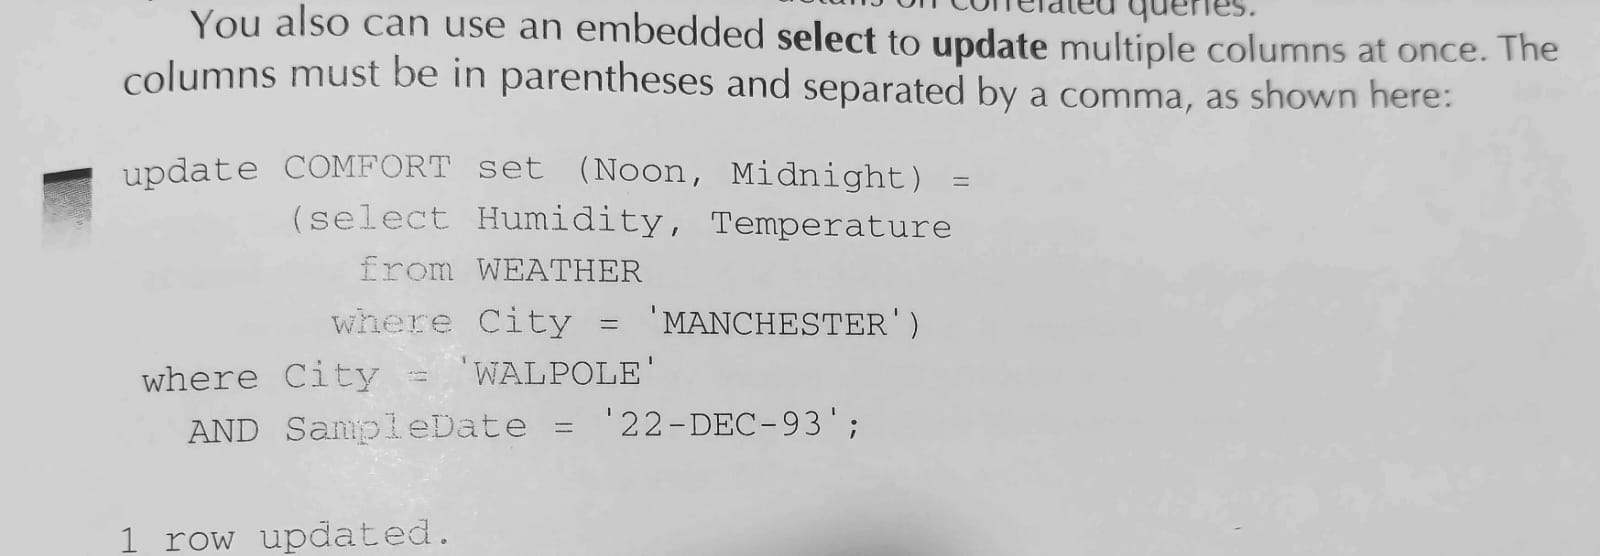 correlated queries.
You also can use an embedded select to update multiple columns at once. The
columns must be in parentheses and separated by a comma, as shown here:
update COMFORT set (Noon, Midnight) =
(select Humidity, Temperature
from WEATHER
where City = 'MANCHESTER')
where City = 'WALPOLE'
AND SampleDate = '22-DEC-93';
1 row updated.